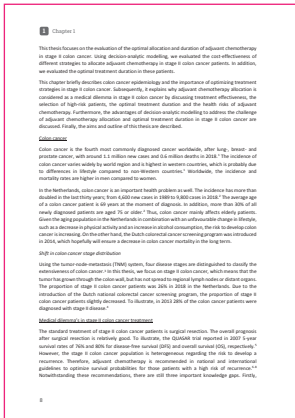 1 Chapter 1
This thesis focuses on the evaluation of the optimal allocation and duration of adjuvant chemotherapy
in stage II colon cancer. Using decision-analytic modelling, we evaluated the cost-effectiveness of
different strategies to allocate adjuvant chemotherapy in stage II colon cancer patients. In addition,
we evaluated the optimal treatment duration in these patients.
This chapter briefly describes colon cancer epidemiology and the importance of optimizing treatment
strategies in stage II colon cancer. Subsequently, it explains why adjuvant chemotherapy allocation is
considered as a medical dilemma in stage II colon cancer by discussing treatment effectiveness, the
selection of high-risk patients, the optimal treatment duration and the health risks of adjuvant
chemotherapy. Furthermore, the advantages of decision-analytic modelling to address the challenge
of adjuvant chemotherapy allocation and optimal treatment duration in stage II colon cancer are
discussed. Finally, the aims and outline of this thesis are described.
Colon cancer
Colon cancer is the fourth most commonly diagnosed cancer worldwide, after lung-, breast- and
prostate cancer, with around 1.1 million new cases and 0.6 million deaths in 2018. The incidence of
colon cancer varies widely by world region and is highest in western countries, which is probably due
to differences in lifestyle compared to non-Western countries. Worldwide, the incidence and
mortality rates are higher in men compared to women.
In the Netherlands, colon cancer is an important health problem as well. The incidence has more than
doubled in the last thirty years; from 4,600 new cases in 1989 to 9,800 cases in 2018. The average age
of a colon cancer patient is 69 years at the moment of diagnosis. In addition, more than 30% of all
newly diagnosed patients are aged 75 or older. Thus, colon cancer mainly affects elderly patients.
Given the aging population in the Netherlands in combination with an unfavourable change in lifestyle,
such as a decrease in physical activity and an increase in alcohol consumption, the risk to develop colon
cancer is increasing. On the other hand, the Dutch colorectal cancer screening program was introduced
in 2014, which hopefully will ensure a decrease in colon cancer mortality in the long term.
Shift in colon cancer stage distribution
Using the tumor-node-metastasis (TNM) system, four disease stages are distinguished to classify the
extensiveness of colon cancer. In this thesis, we focus on stage II colon cancer, which means that the
tumor has grown through the colon wall, but has not spread to regional lymph nodes or distant organs.
The proportion of stage II colon cancer patients was 26% in 2018 in the Netherlands. Due to the
introduction of the Dutch national colorectal cancer screening program, the proportion of stage II
colon cancer patients slightly decreased. To illustrate, in 2013 28% of the colon cancer patients were
diagnosed with stage II disease.
Medical dilemma's in stage II colon cancer treatment
The standard treatment of stage II colon cancer patients is surgical resection. The overall prognosis
after surgical resection is relatively good. To illustrate, the QUASAR trial reported in 2007 5-year
survival rates of 76% and 80% for disease-free survival (DFS) and overall survival (OS), respectively.
However, the stage II colon cancer population is heterogeneous regarding the risk to develop a
recurrence. Therefore, adjuvant chemotherapy is recommended in national and international
guidelines to optimise survival probabilities for those patients with a high risk of recurrence.
Notwithstanding these recommendations, there are still three important knowledge gaps. Firstly,
8